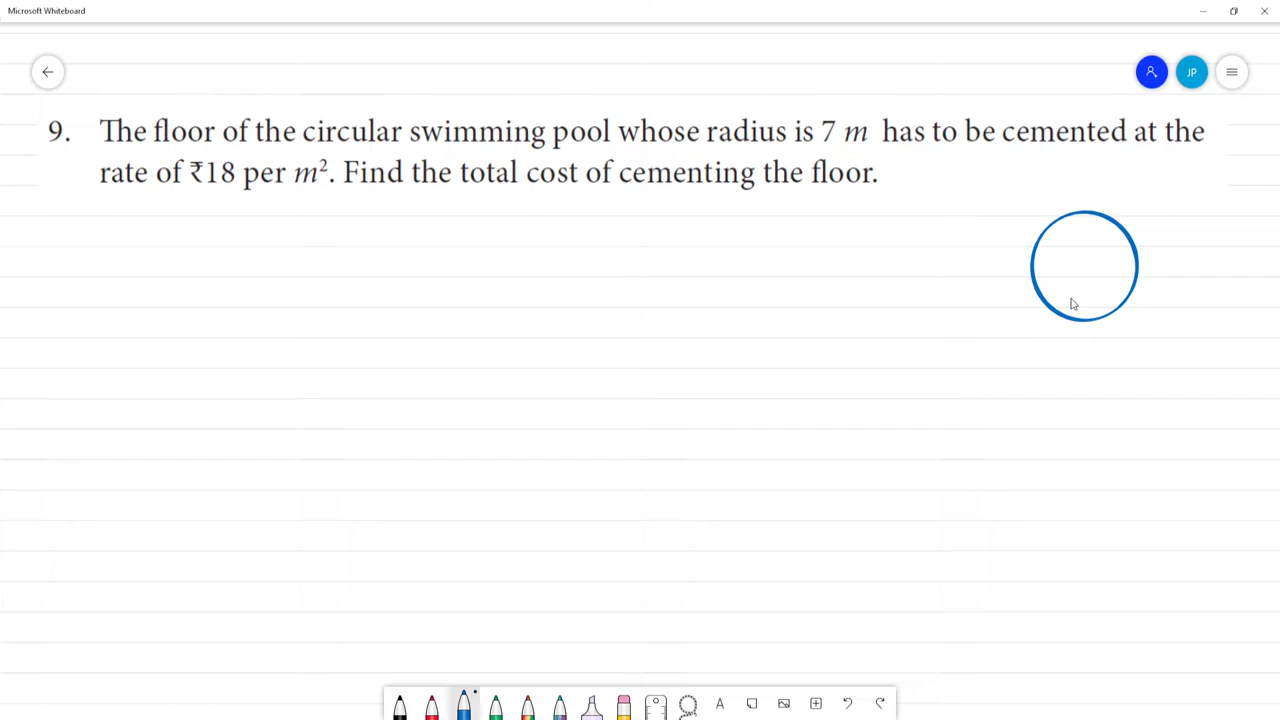 Microsoft Whiteboard
JP
9. The floor of the circular swimming pool whose radius is 7 m has to be cemented at the
rate of ₹18 per m². Find the total cost of cementing the floor.
A